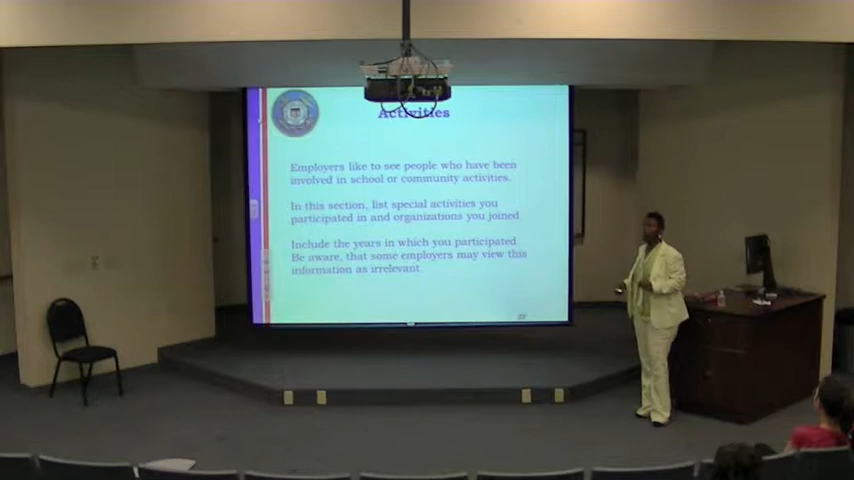 Activities
Employers like to see people who have been
involved in school or community activities.
In this section, list special activities you
participated in and organizations you joined
Include the years in which you participated
Be aware, that some employers may view this
information as irrelevant.